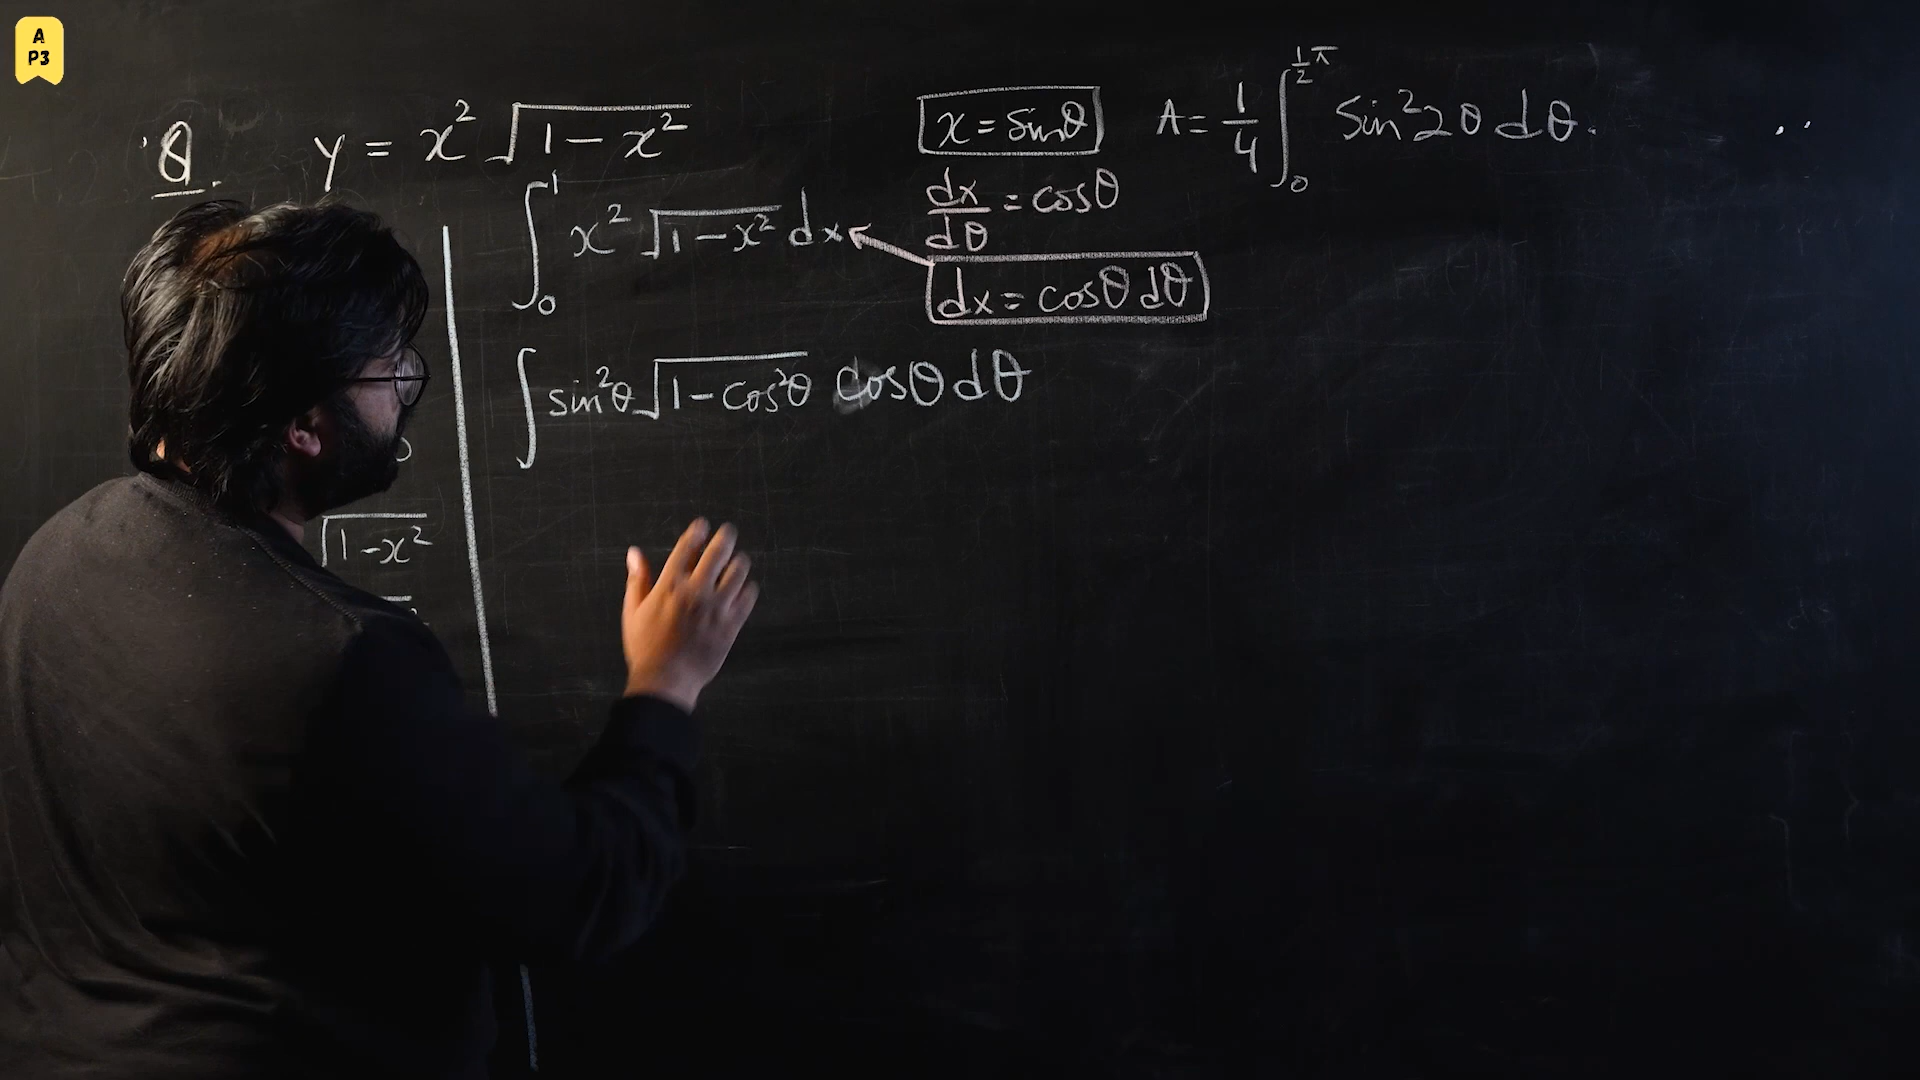 A
P3
Q. y = x² √(1 - x²)
x = sinθ
A = 1/4 ∫₀^(1/2 π) sin²2θ dθ.
∫₀¹ x² √(1 - x²) dx
dx/dθ = cosθ
dx = cosθ dθ
∫ sin²θ √(1 - cos²θ) cosθ dθ
√(1 - x²)